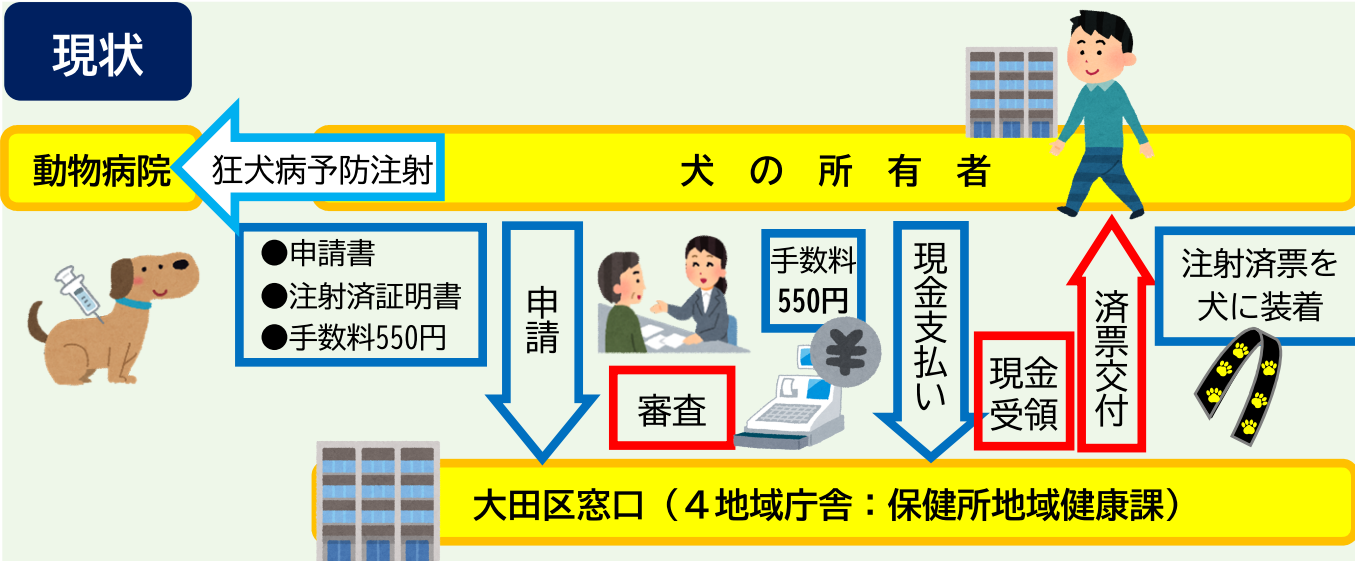 現状
動物病院
狂犬病予防注射
犬の所有者
●申請書
●注射済証明書
●手数料550円
申請
審査
手数料
550円
¥
現金支払い
現金
受領
済票交付
注射済票を
犬に装着
大田区窓口（４地域庁舎：保健所地域健康課）